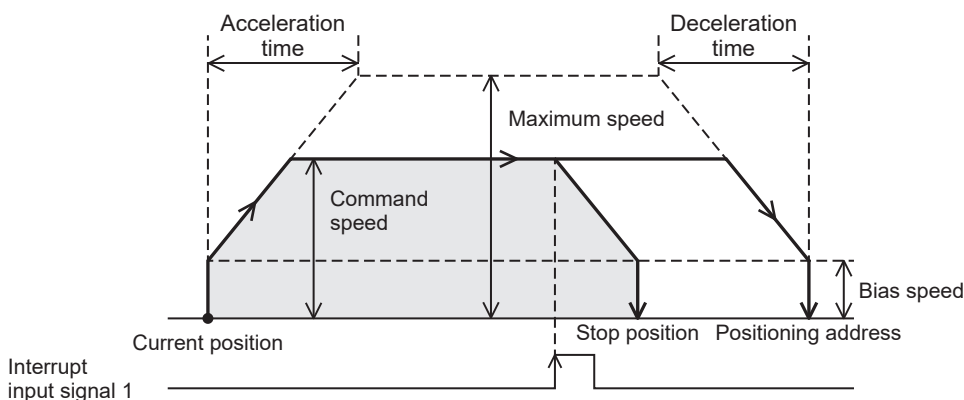 Acceleration
time
Deceleration
time
Maximum speed
Command
speed
Bias speed
Current position
Stop position
Positioning address
Interrupt
input signal 1